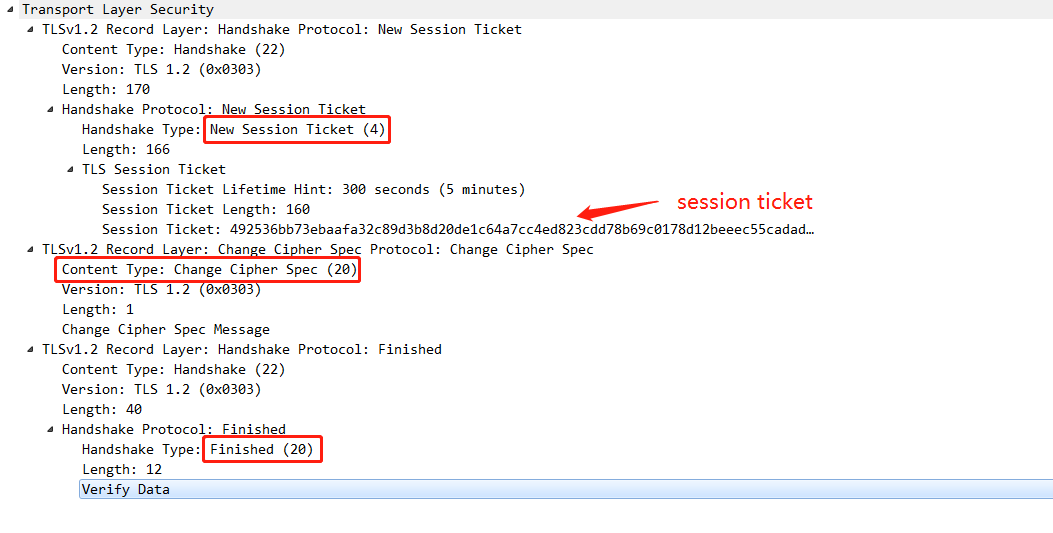 Transport Layer Security
TLSv1.2 Record Layer: Handshake Protocol: New Session Ticket
Content Type: Handshake (22)
Version: TLS 1.2 (0x0303)
Length: 170
Handshake Protocol: New Session Ticket
Handshake Type: New Session Ticket (4)
Length: 166
TLS Session Ticket
Session Ticket Lifetime Hint: 300 seconds (5 minutes)
Session Ticket Length: 160
session ticket
Session Ticket: 492536bb73ebaafa32c89d3b8d20de1c64a7cc4ed823cdd78b69c0178d12beeec55cadad…
TLSv1.2 Record Layer: Change Cipher Spec Protocol: Change Cipher Spec
Content Type: Change Cipher Spec (20)
Version: TLS 1.2 (0x0303)
Length: 1
Change Cipher Spec Message
TLSv1.2 Record Layer: Handshake Protocol: Finished
Content Type: Handshake (22)
Version: TLS 1.2 (0x0303)
Length: 40
Handshake Protocol: Finished
Handshake Type: Finished (20)
Length: 12
Verify Data